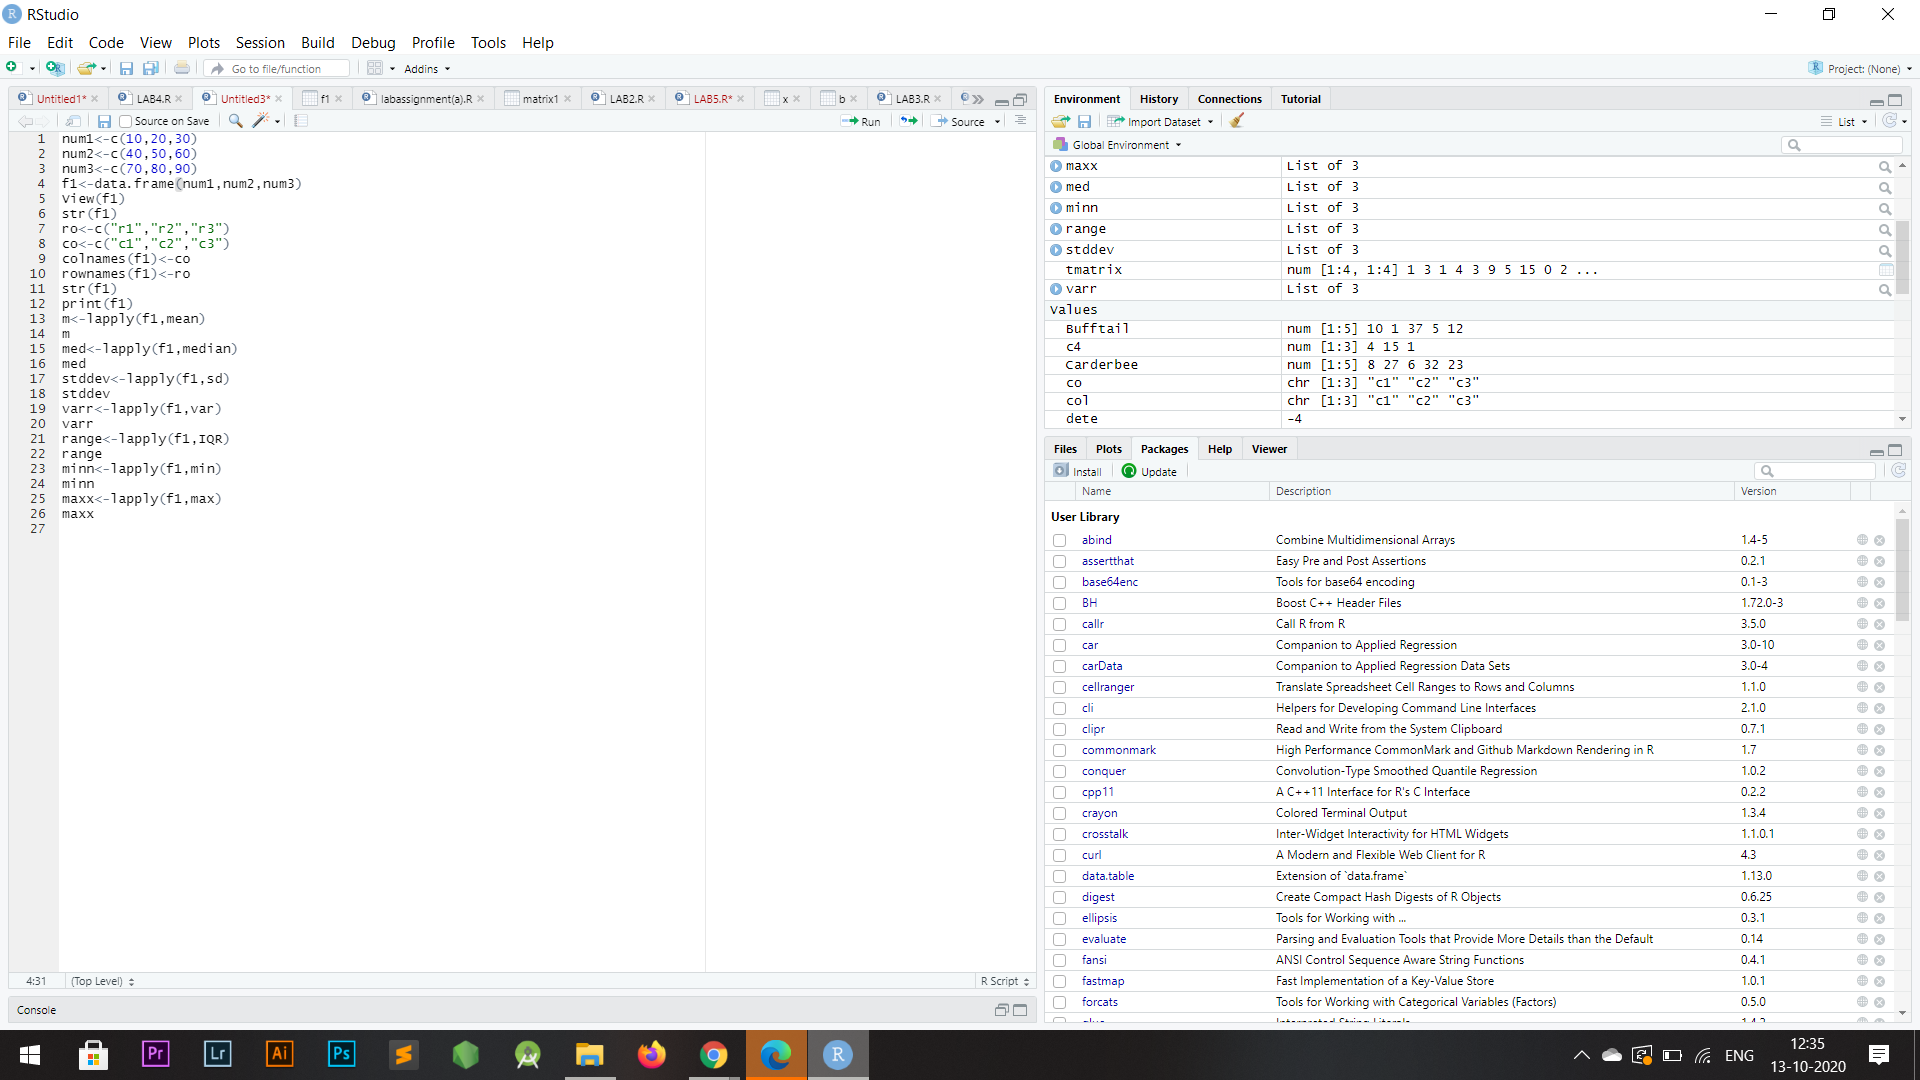 RStudio
File Edit Code View Plots Session Build Debug Profile Tools Help
Go to file/function Addins Project: (None)
Untitled1* LAB4.R Untitled3* f1 labassignment(a).R matrix1 LAB2.R LAB5.R* x b LAB3.R
Source on Save Run Source
1 num1<-c(10,20,30)
2 num2<-c(40,50,60)
3 num3<-c(70,80,90)
4 f1<-data.frame(num1,num2,num3)
5 View(f1)
6 str(f1)
7 ro<-c("r1","r2","r3")
8 co<-c("c1","c2","c3")
9 colnames(f1)<-co
10 rownames(f1)<-ro
11 str(f1)
12 print(f1)
13 m<-lapply(f1,mean)
14 m
15 med<-lapply(f1,median)
16 med
17 stddev<-lapply(f1,sd)
18 stddev
19 varr<-lapply(f1,var)
20 varr
21 range<-lapply(f1,IQR)
22 range
23 minn<-lapply(f1,min)
24 minn
25 maxx<-lapply(f1,max)
26 maxx
27
4:31 (Top Level) R Script
Console
Environment History Connections Tutorial
Import Dataset List
Global Environment
maxx List of 3
med List of 3
minn List of 3
range List of 3
stddev List of 3
tmatrix num [1:4, 1:4] 1 3 1 4 3 9 5 15 0 2 ...
varr List of 3
Values
Bufftail num [1:5] 10 1 37 5 12
c4 num [1:3] 4 15 1
Carderbee num [1:5] 8 27 6 32 23
co chr [1:3] "c1" "c2" "c3"
col chr [1:3] "c1" "c2" "c3"
dete -4
Files Plots Packages Help Viewer
Install Update
Name Description Version
User Library
abind Combine Multidimensional Arrays 1.4-5
assertthat Easy Pre and Post Assertions 0.2.1
base64enc Tools for base64 encoding 0.1-3
BH Boost C++ Header Files 1.72.0-3
callr Call R from R 3.5.0
car Companion to Applied Regression 3.0-10
carData Companion to Applied Regression Data Sets 3.0-4
cellranger Translate Spreadsheet Cell Ranges to Rows and Columns 1.1.0
cli Helpers for Developing Command Line Interfaces 2.1.0
clipr Read and Write from the System Clipboard 0.7.1
commonmark High Performance CommonMark and Github Markdown Rendering in R 1.7
conquer Convolution-Type Smoothed Quantile Regression 1.0.2
cpp11 A C++11 Interface for R's C Interface 0.2.2
crayon Colored Terminal Output 1.3.4
crosstalk Inter-Widget Interactivity for HTML Widgets 1.1.0.1
curl A Modern and Flexible Web Client for R 4.3
data.table Extension of `data.frame` 1.13.0
digest Create Compact Hash Digests of R Objects 0.6.25
ellipsis Tools for Working with ... 0.3.1
evaluate Parsing and Evaluation Tools that Provide More Details than the Default 0.14
fansi ANSI Control Sequence Aware String Functions 0.4.1
fastmap Fast Implementation of a Key-Value Store 1.0.1
forcats Tools for Working with Categorical Variables (Factors) 0.5.0
Pr Lr Ai Ps R
ENG
12:35
13-10-2020